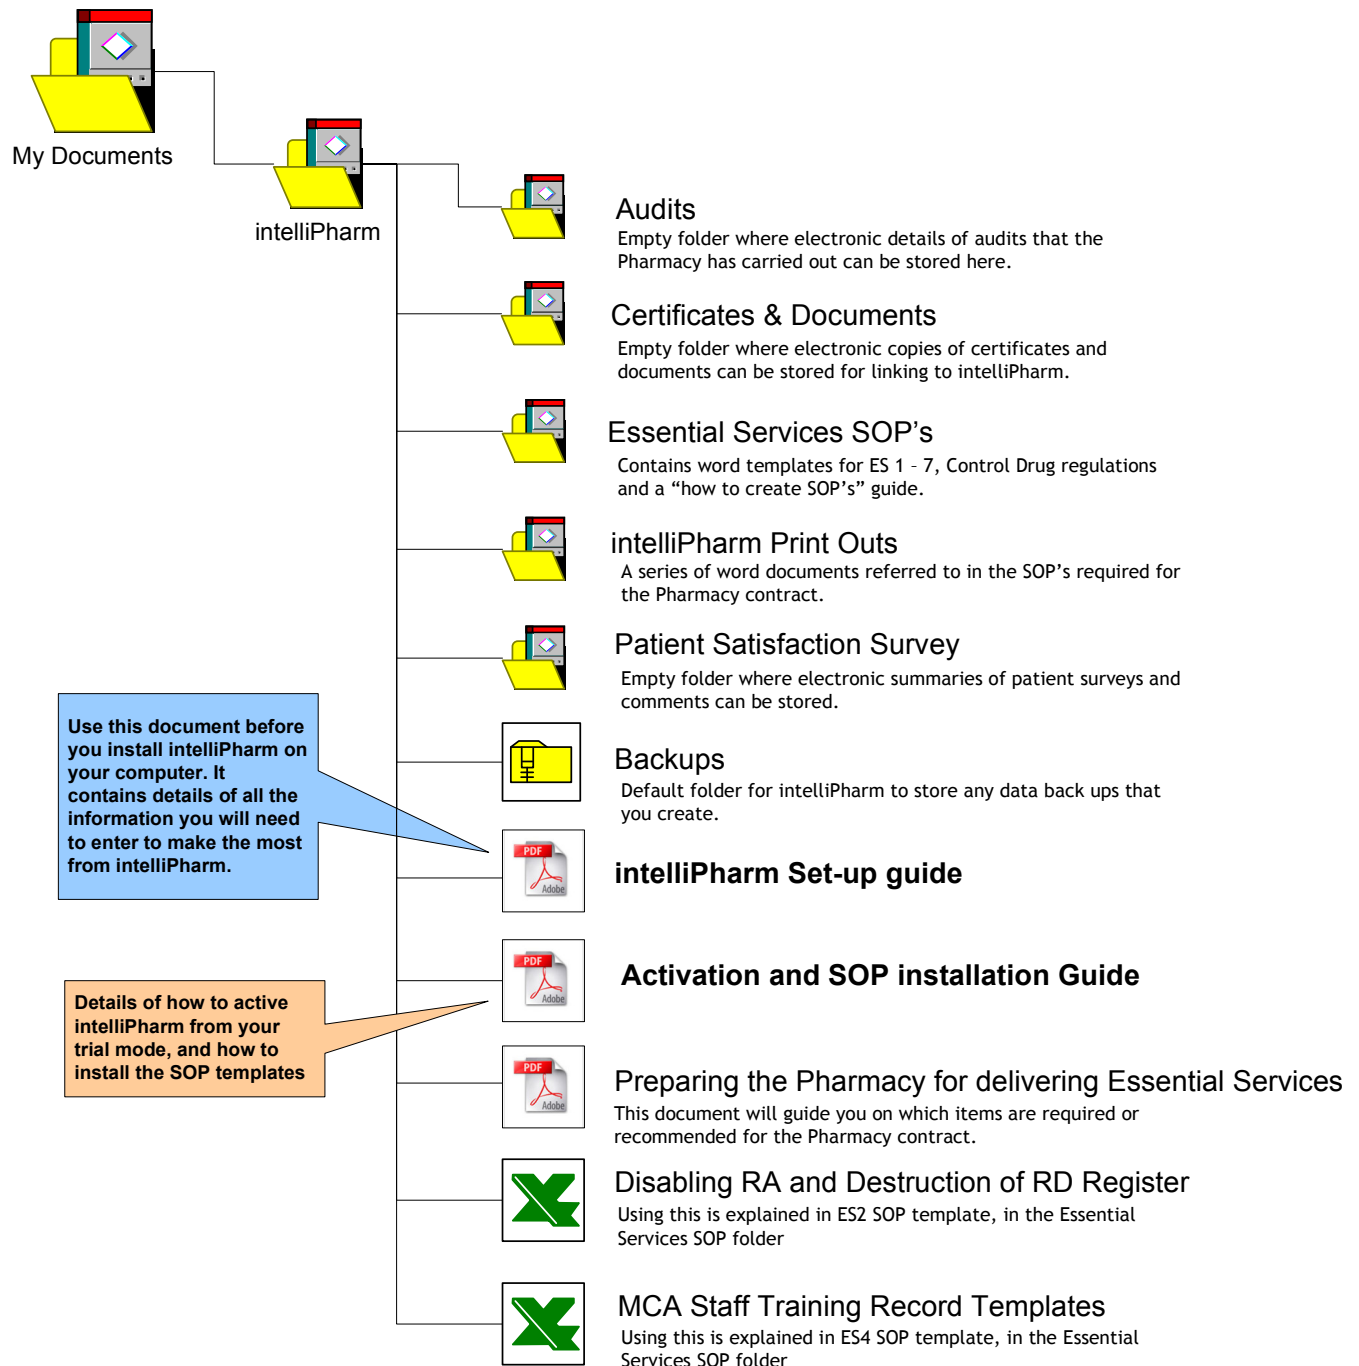 My Documents
intelliPharm
Audits
Empty folder where electronic details of audits that the
Pharmacy has carried out can be stored here.
Certificates & Documents
Empty folder where electronic copies of certificates and
documents can be stored for linking to intelliPharm.
Essential Services SOP's
Contains word templates for ES 1 – 7, Control Drug regulations
and a “how to create SOP’s” guide.
intelliPharm Print Outs
A series of word documents referred to in the SOP’s required for
the Pharmacy contract.
Patient Satisfaction Survey
Empty folder where electronic summaries of patient surveys and
comments can be stored.
Use this document before
you install intelliPharm on
your computer. It
contains details of all the
information you will need
to enter to make the most
from intelliPharm.
Backups
Default folder for intelliPharm to store any data back ups that
you create.
PDF
Adobe
intelliPharm Set-up guide
PDF
Adobe
Activation and SOP installation Guide
Details of how to active
intelliPharm from your
trial mode, and how to
install the SOP templates
PDF
Adobe
Preparing the Pharmacy for delivering Essential Services
This document will guide you on which items are required or
recommended for the Pharmacy contract.
Disabling RA and Destruction of RD Register
Using this is explained in ES2 SOP template, in the Essential
Services SOP folder
MCA Staff Training Record Templates
Using this is explained in ES4 SOP template, in the Essential
Services SOP folder